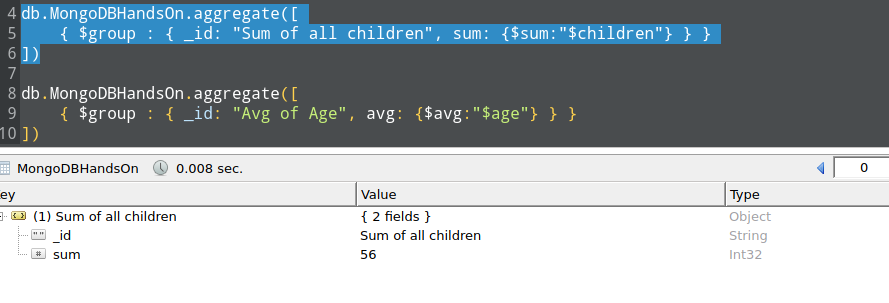 4 db.MongoDBHandsOn.aggregate([
5 { $group : { _id: "Sum of all children", sum: {$sum:"$children"} } }
6 ])
7
8 db.MongoDBHandsOn.aggregate([
9 { $group : { _id: "Avg of Age", avg: {$avg:"$age"} } }
10 ])
MongoDBHandsOn 0.008 sec. 0
ey Value Type
(1) Sum of all children { 2 fields } Object
"" _id Sum of all children String
# sum 56 Int32